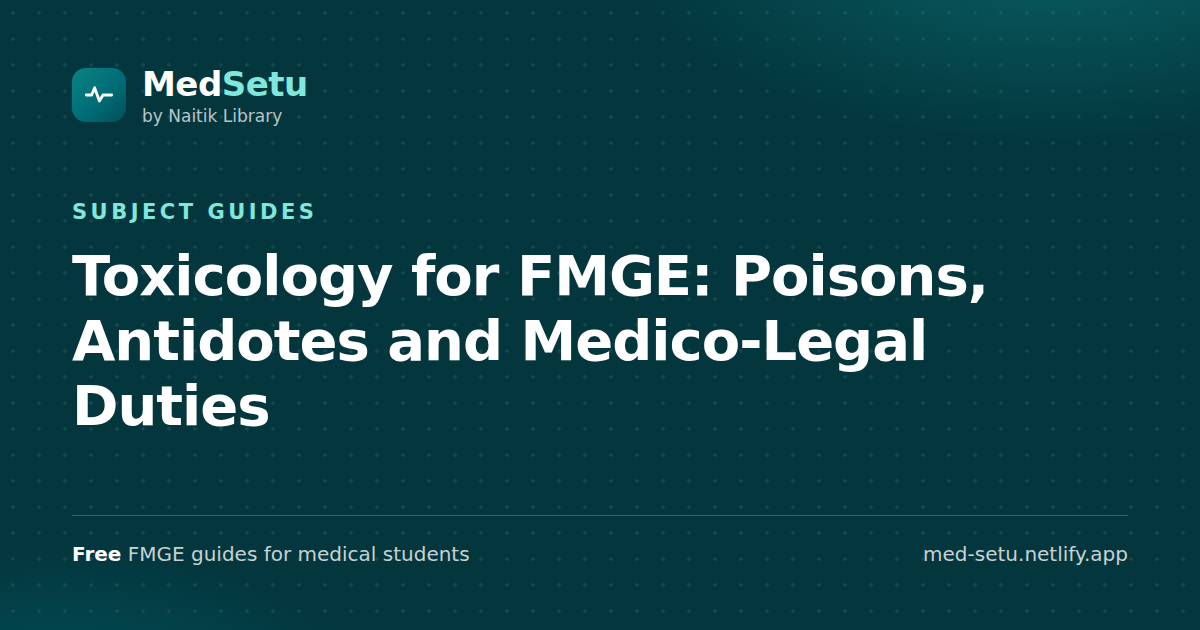 MedSetu
by Naitik Library
SUBJECT GUIDES
Toxicology for FMGE: Poisons,
Antidotes and Medico-Legal
Duties
Free FMGE guides for medical students
med-setu.netlify.app